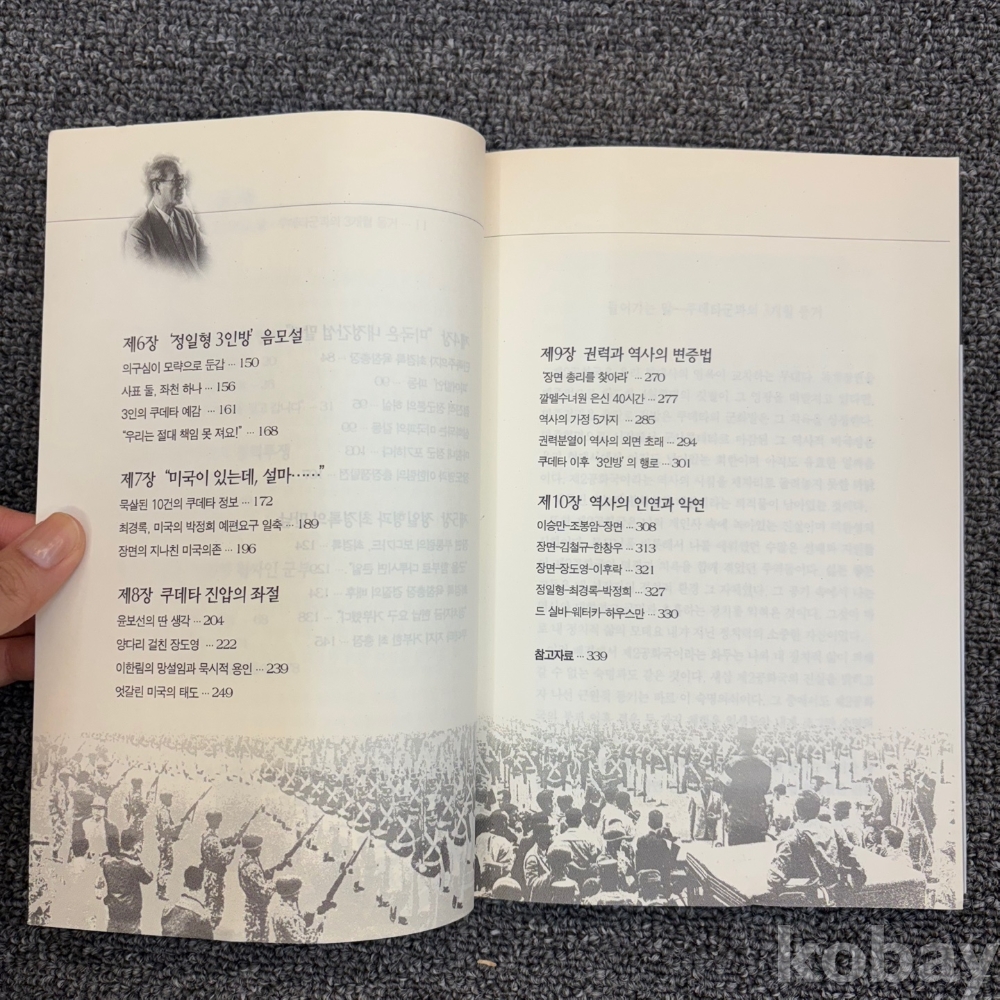 제6장 '정일형 3인방' 음모설
의구심이 모략으로 둔갑 … 150
사표 둘, 좌천 하나 … 156
3인의 쿠데타 예감 … 161
"우리는 절대 책임 못 져요!" … 168
제7장 "미국이 있는데, 설마……"
묵살된 10건의 쿠데타 정보 … 172
최경록, 미국의 박정희 예편요구 일축 … 189
장면의 지나친 미국의존 … 196
제8장 쿠데타 진압의 좌절
윤보선의 딴 생각 … 204
양다리 걸친 장도영 … 222
이한림의 망설임과 묵시적 용인 … 239
엇갈린 미국의 태도 … 249
제9장 권력과 역사의 변증법
'장면 총리를 찾아라' … 270
깔멜수녀원 은신 40시간 … 277
역사의 가정 5가지 … 285
권력분열이 역사의 외면 초래 … 294
쿠데타 이후 '3인방'의 행로 … 301
제10장 역사의 인연과 악연
이승만-조봉암-장면 … 308
장면-김철규-한창우 … 313
장면-장도영-이후락 … 321
정일형-최경록-박정희 … 327
드 실바-웨터카-하우스만 … 330
참고자료 … 339
kobay